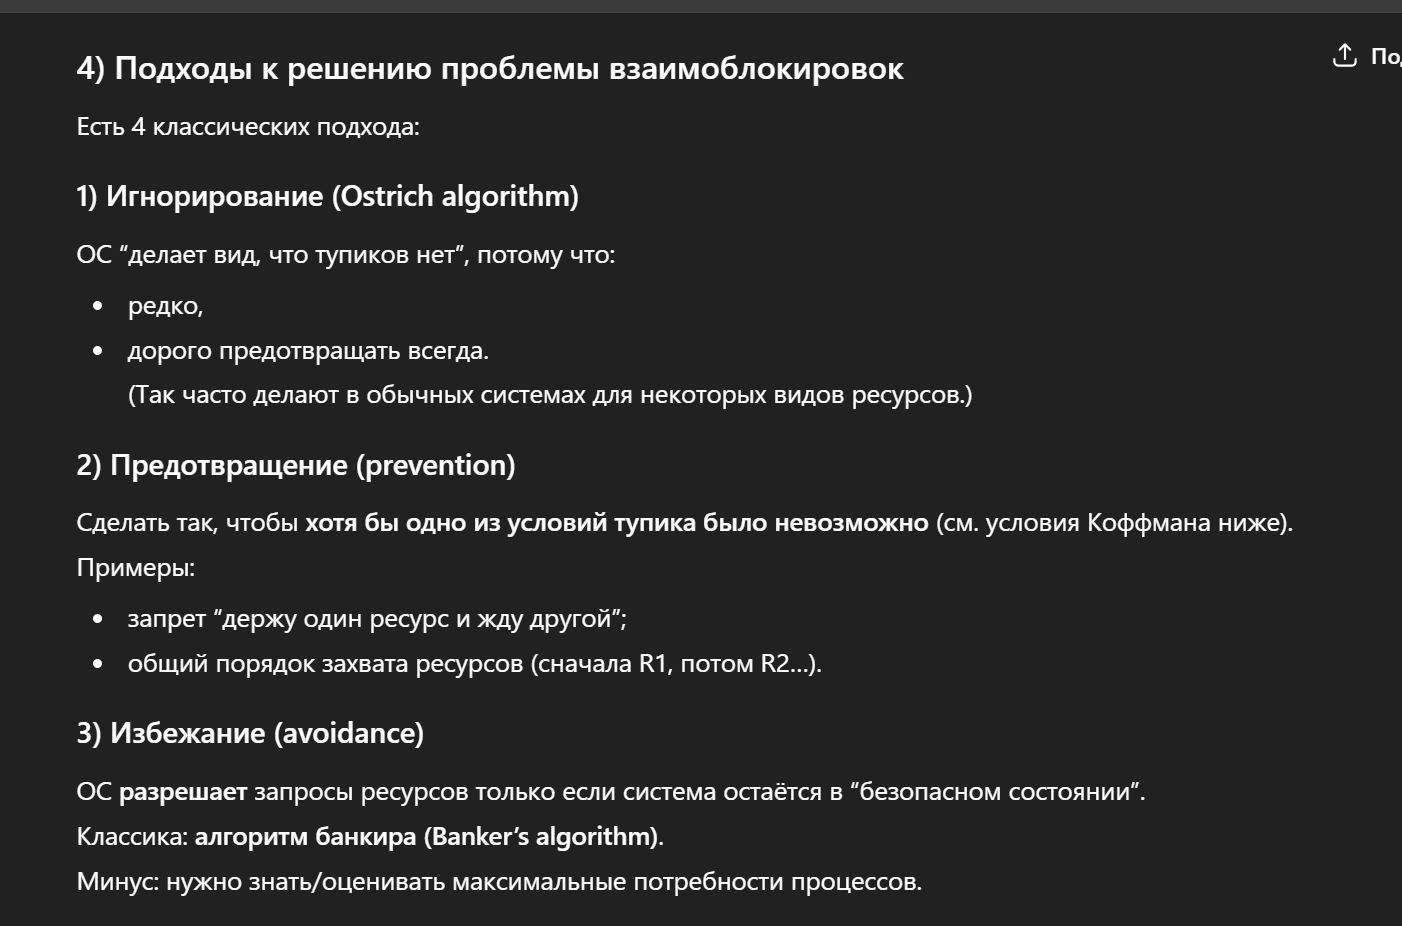 4) Подходы к решению проблемы взаимоблокировок
Есть 4 классических подхода:
1) Игнорирование (Ostrich algorithm)
ОС “делает вид, что тупиков нет”, потому что:
• редко,
• дорого предотвращать всегда.
(Так часто делают в обычных системах для некоторых видов ресурсов.)
2) Предотвращение (prevention)
Сделать так, чтобы хотя бы одно из условий тупика было невозможно (см. условия Коффмана ниже).
Примеры:
• запрет “держу один ресурс и жду другой”;
• общий порядок захвата ресурсов (сначала R1, потом R2…).
3) Избежание (avoidance)
ОС разрешает запросы ресурсов только если система остаётся в “безопасном состоянии”.
Классика: алгоритм банкира (Banker’s algorithm).
Минус: нужно знать/оценивать максимальные потребности процессов.